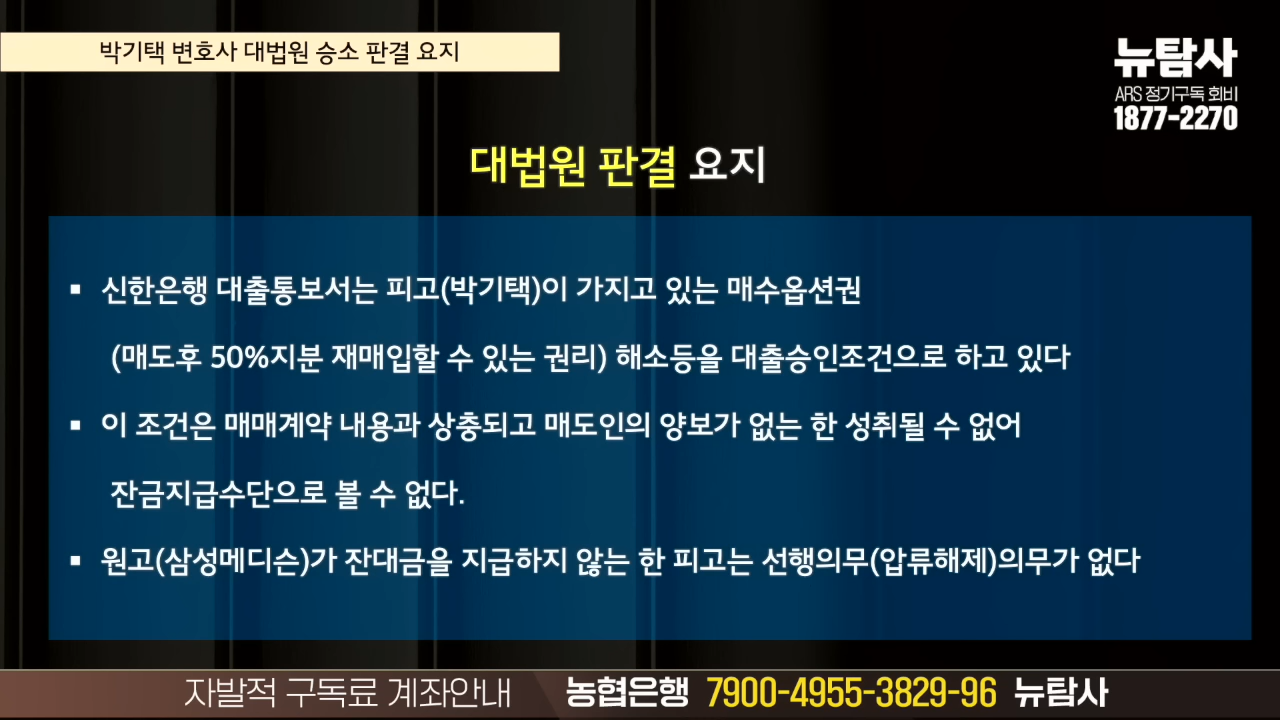 박기택 변호사 대법원 승소 판결 요지
뉴탐사
ARS 정기구독 회비
1877-2270
대법원 판결 요지
▪ 신한은행 대출통보서는 피고(박기택)이 가지고 있는 매수옵션권
(매도후 50%지분 재매입할 수 있는 권리) 해소등을 대출승인조건으로 하고 있다
▪ 이 조건은 매매계약 내용과 상충되고 매도인의 양보가 없는 한 성취될 수 없어
잔금지급수단으로 볼 수 없다.
▪ 원고(삼성메디슨)가 잔대금을 지급하지 않는 한 피고는 선행의무(압류해제)의무가 없다
자발적 구독료 계좌안내 농협은행 7900-4955-3829-96 뉴탐사